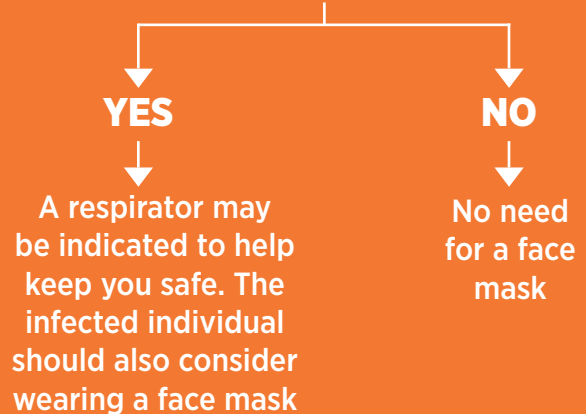 YES
A respirator may
be indicated to help
keep you safe. The
infected individual
should also consider
wearing a face mask
NO
No need
for a face
mask